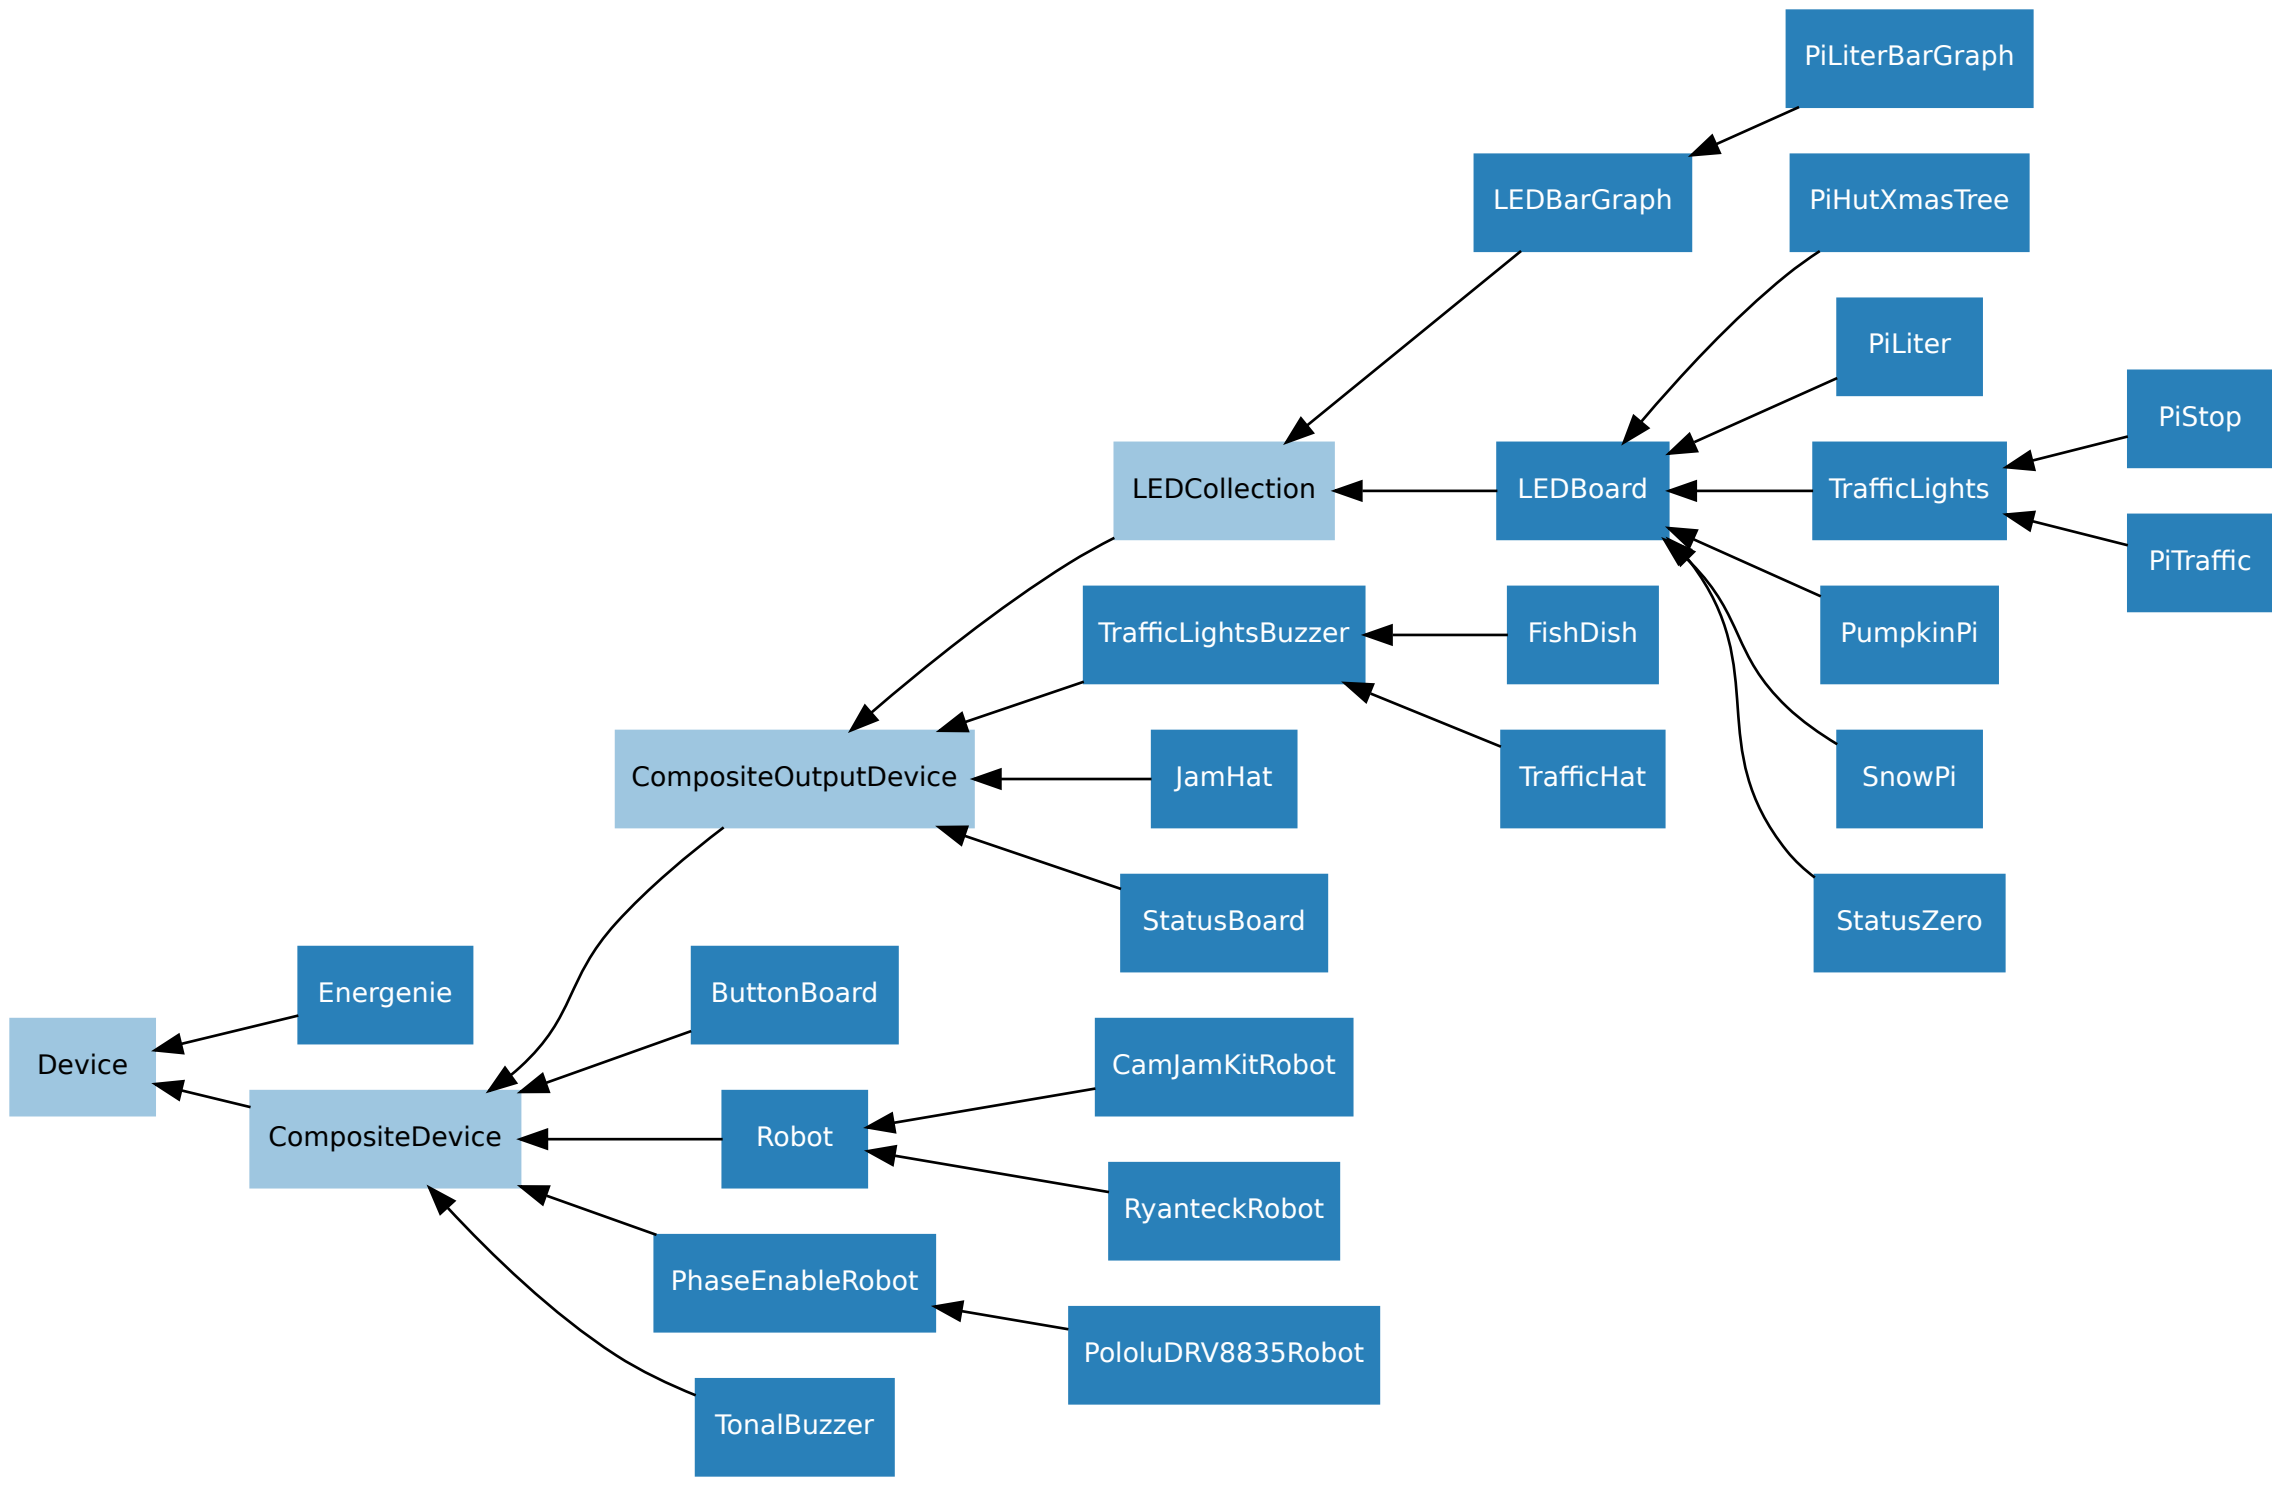 PiLiterBarGraph
LEDBarGraph
PiHutXmasTree
PiLiter
PiStop
LEDCollection
LEDBoard
TrafficLights
PiTraffic
TrafficLightsBuzzer
FishDish
PumpkinPi
CompositeOutputDevice
JamHat
TrafficHat
SnowPi
StatusBoard
StatusZero
Energenie
ButtonBoard
Device
CamJamKitRobot
CompositeDevice
Robot
RyanteckRobot
PhaseEnableRobot
PololuDRV8835Robot
TonalBuzzer